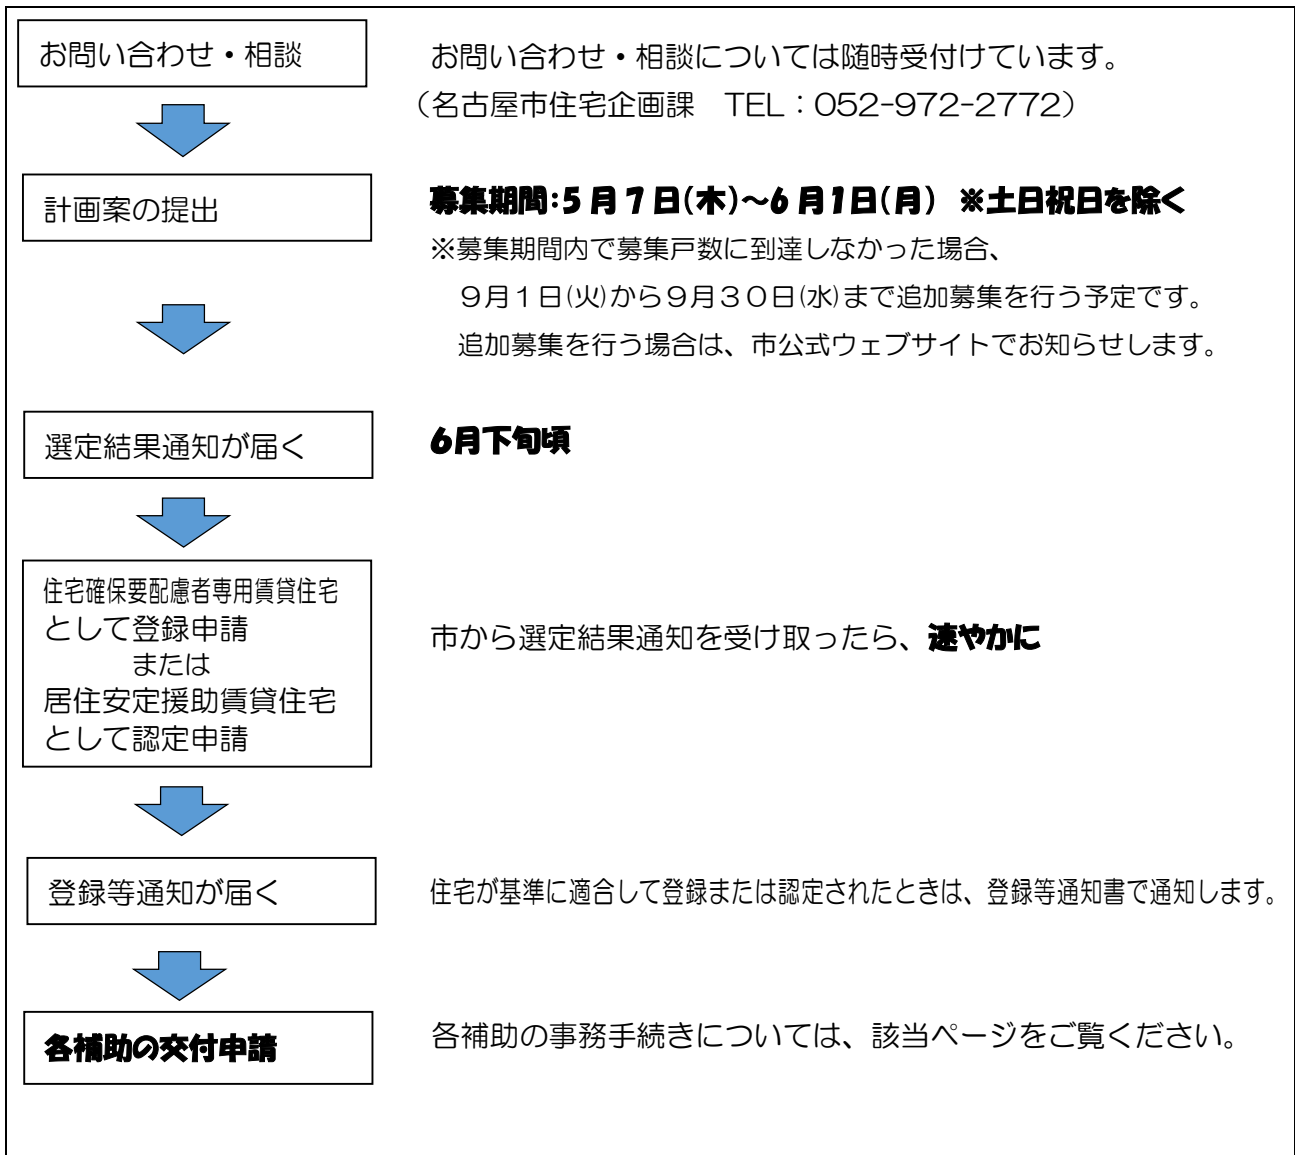 お問い合わせ・相談
お問い合わせ・相談については随時受付けています。
（名古屋市住宅企画課　TEL：052-972-2772）
計画案の提出
募集期間：5月7日(木)～6月1日(月)　※土日祝日を除く
※募集期間内で募集戸数に到達しなかった場合、
９月１日(火)から９月３０日(水)まで追加募集を行う予定です。
追加募集を行う場合は、市公式ウェブサイトでお知らせします。
選定結果通知が届く
6月下旬頃
住宅確保要配慮者専用賃貸住宅
として登録申請
または
居住安定援助賃貸住宅
として認定申請
市から選定結果通知を受け取ったら、速やかに
登録等通知が届く
住宅が基準に適合して登録または認定されたときは、登録等通知書で通知します。
各補助の交付申請
各補助の事務手続きについては、該当ページをご覧ください。